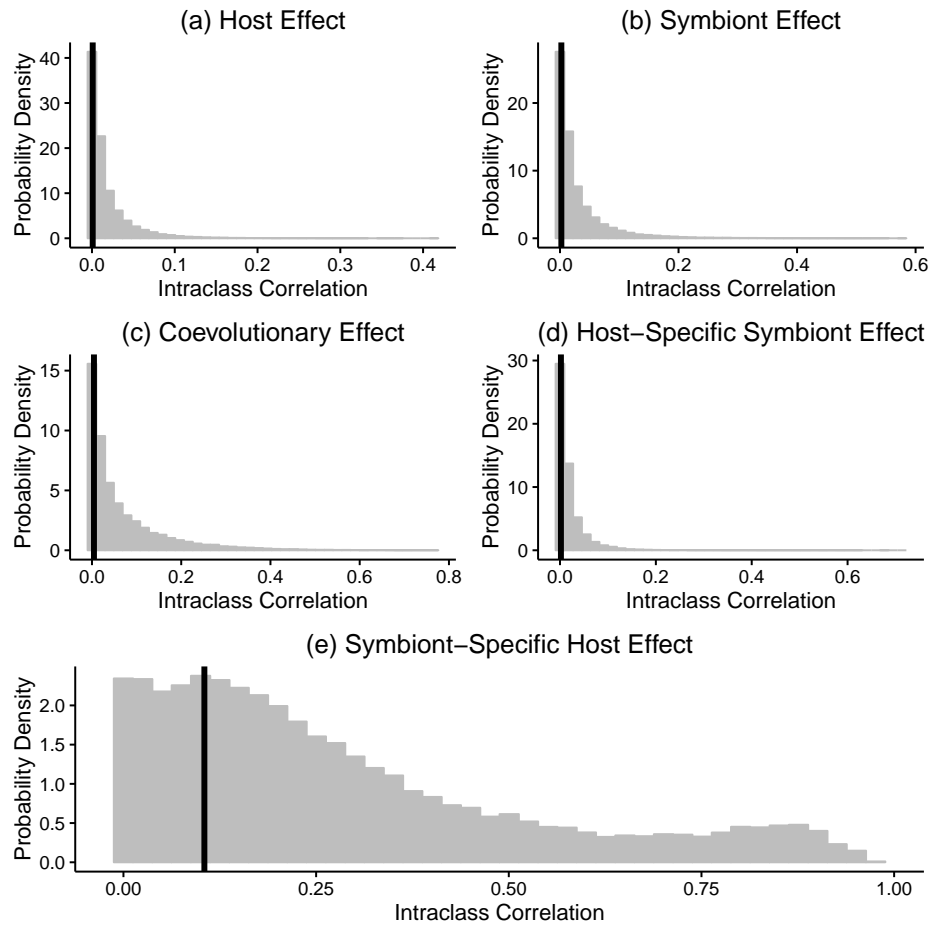 (a) Host Effect
Probability Density
40
30
20
10
0
0.0 0.1 0.2 0.3 0.4
Intraclass Correlation
(b) Symbiont Effect
Probability Density
20
10
0
0.0 0.2 0.4 0.6
Intraclass Correlation
(c) Coevolutionary Effect
Probability Density
15
10
5
0
0.0 0.2 0.4 0.6 0.8
Intraclass Correlation
(d) Host−Specific Symbiont Effect
Probability Density
30
20
10
0
0.0 0.2 0.4 0.6
Intraclass Correlation
(e) Symbiont−Specific Host Effect
Probability Density
2.0
1.5
1.0
0.5
0.0
0.00 0.25 0.50 0.75 1.00
Intraclass Correlation